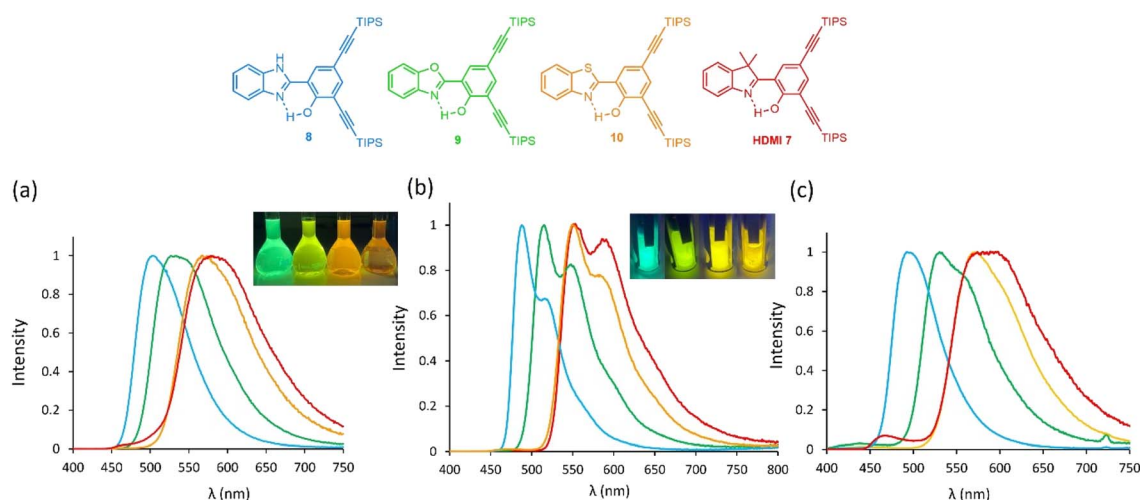 TIPS TIPS TIPS TIPS
H
N O S
N N N N
H O H O H O H O
TIPS TIPS TIPS TIPS
8 9 10 HDMI 7
(a) (b) (c)
Intensity
1
0.8
0.6
0.4
0.2
0
400 450 500 550 600 650 700 750
λ (nm)
Intensity
1
0.8
0.6
0.4
0.2
0
400 450 500 550 600 650 700 750 800
λ (nm)
Intensity
1
0.8
0.6
0.4
0.2
0
400 450 500 550 600 650 700 750
λ (nm)